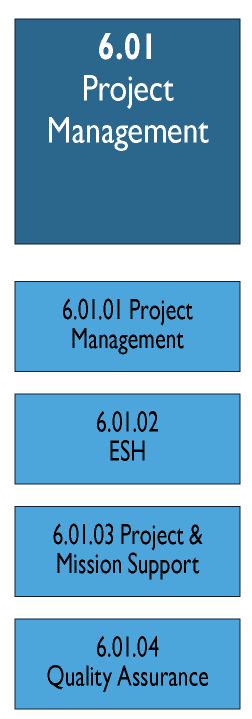 6.01
Project
Management
6.01.01 Project
Management
6.01.02
ESH
6.01.03 Project &
Mission Support
6.01.04
Quality Assurance